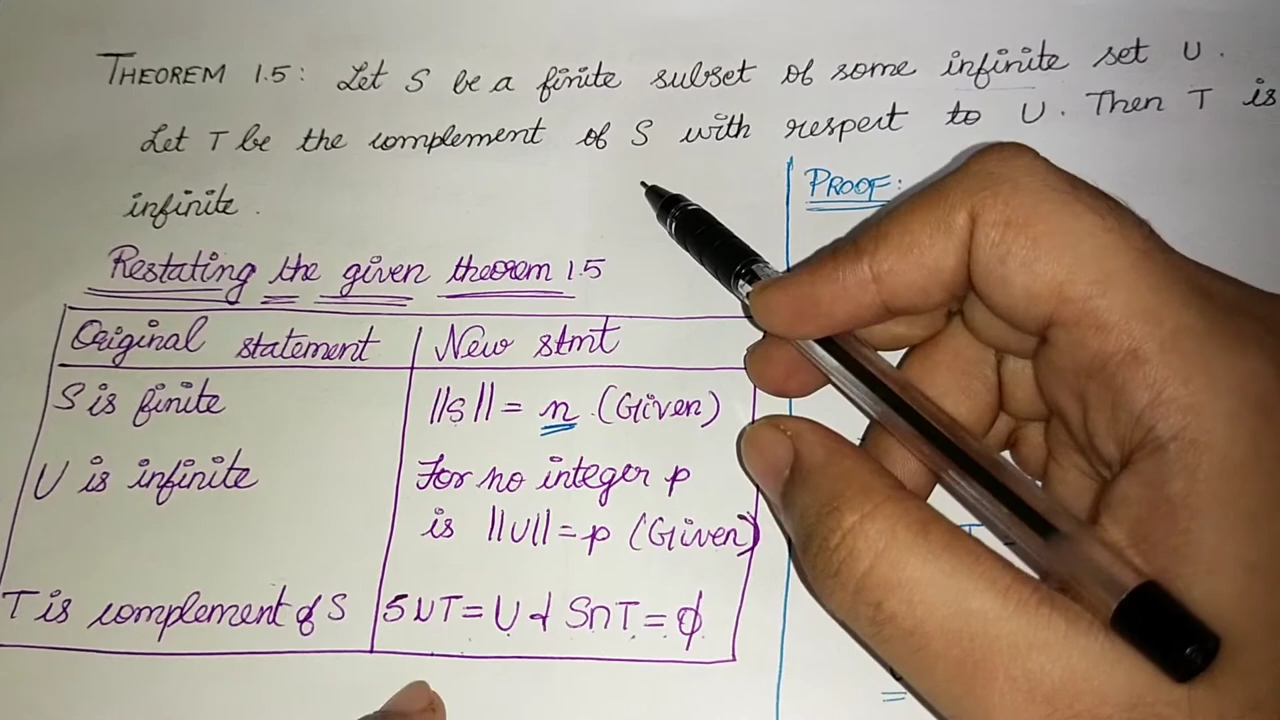 THEOREM 1.5: Let S be a finite subset of some infinite set U.
Let T be the complement of S with respect to U. Then T is
infinite.
PROOF:
Restating the given theorem 1.5
Original statement New stmt
S is finite ||S|| = n (Given)
U is infinite For no integer p
is ||U|| = p (Given)
T is complement of S SUT = U & S∩T = φ